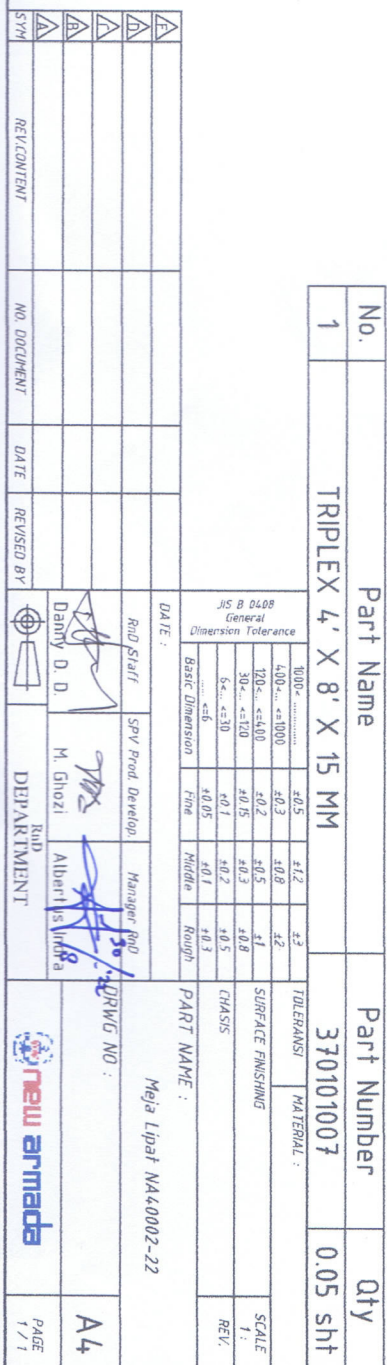 No. Part Name Part Number Qty
1 TRIPLEX 4' X 8' X 15 MM 370101007 0.05 sht
JIS B 0408
General
Dimension Tolerance
1000< ............ ±0.5 ±1.2 ±3
400<... <=1000 ±0.3 ±0.8 ±2
120<... <=400 ±0.2 ±0.5 ±1
30<... <=120 ±0.15 ±0.3 ±0.8
6<... <=30 ±0.1 ±0.2 ±0.5
...... <=6 ±0.05 ±0.1 ±0.3
Basic Dimension Fine Middle Rough
TOLERANSI MATERIAL :
SURFACE FINISHING SCALE
1 :
CHASIS REV.
DATE :
PART NAME :
Meja Lipat NA40002-22
RnD Staff SPV Prod. Develop. Manager RnD
Danny D. D. M. Ghozi Albertus Indra
DRWG NO :
A4
RnD
DEPARTMENT
new armada
PAGE
1 / 1
E
D
C
B
A
SYM REV.CONTENT NO. DOCUMENT DATE REVISED BY